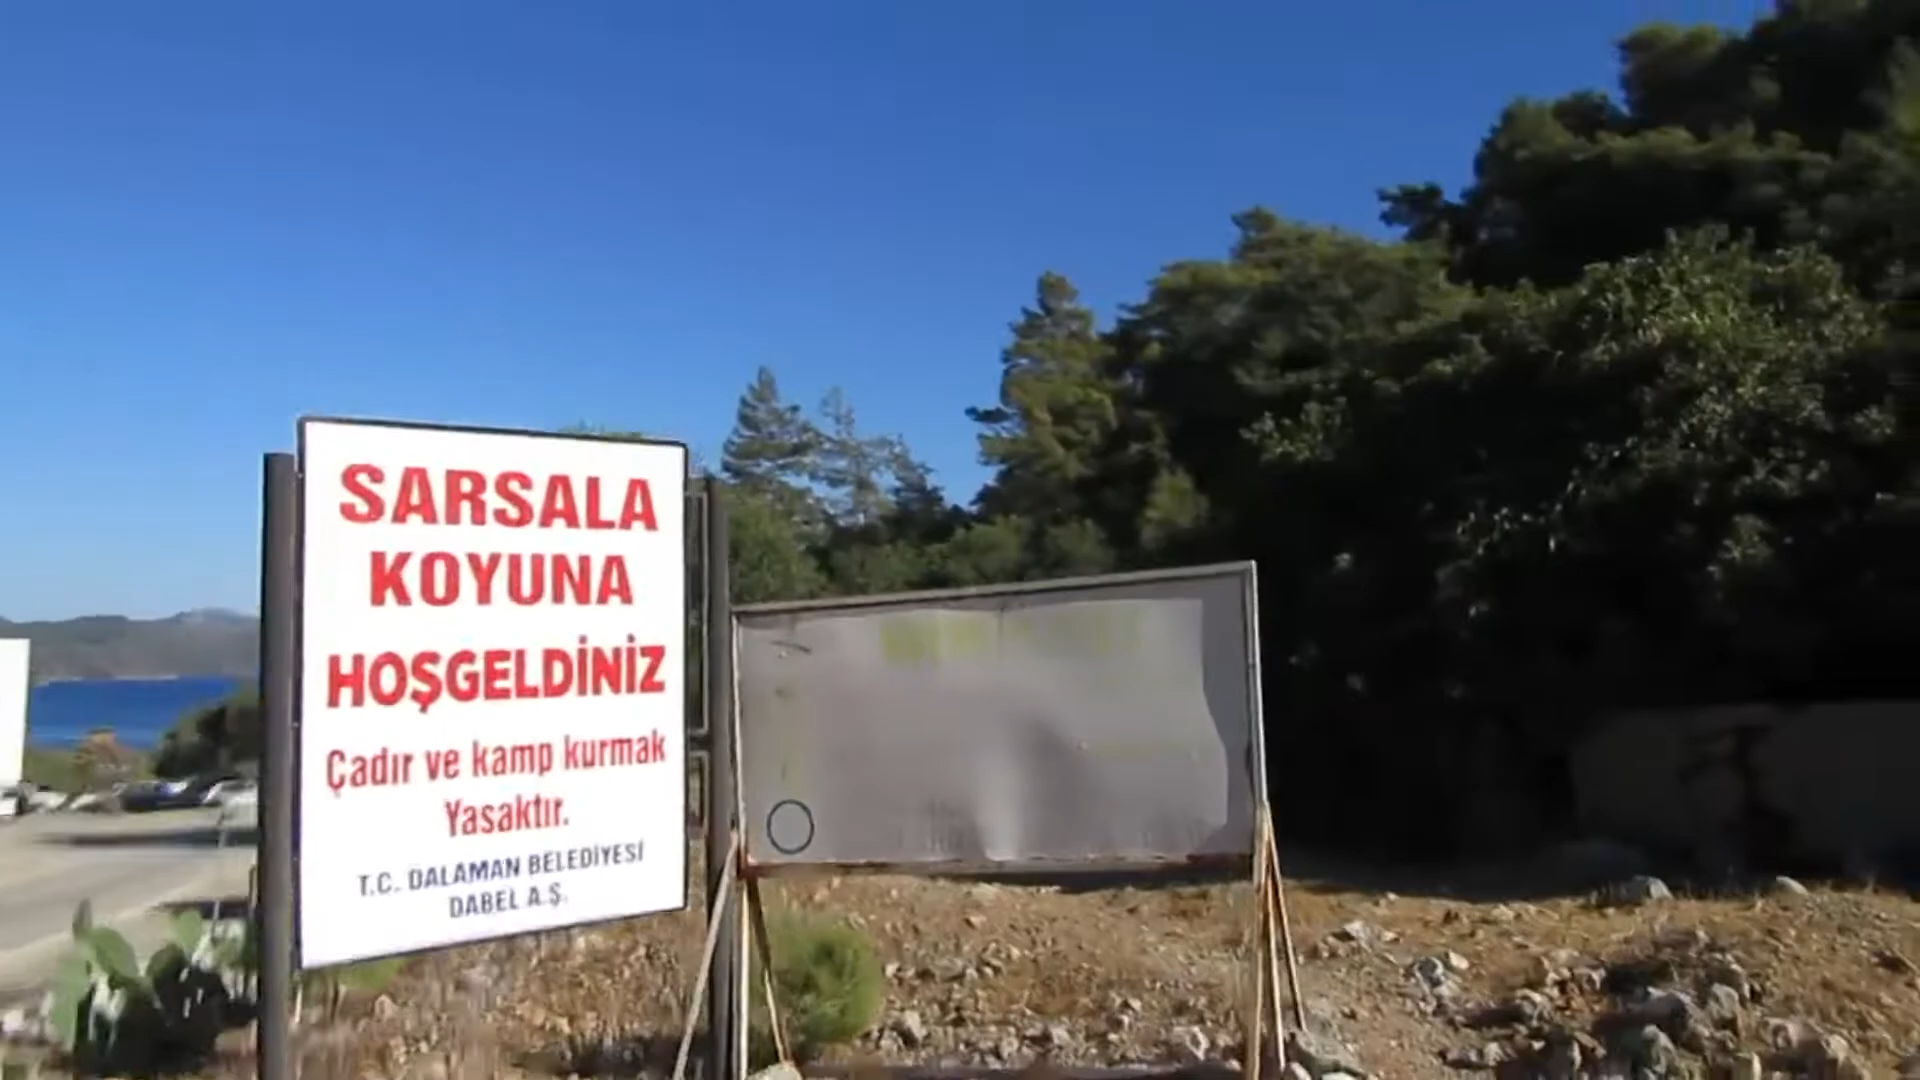 SARSALA
KOYUNA
HOŞGELDİNİZ
Çadır ve kamp kurmak
Yasaktır.
T.C. DALAMAN BELEDİYESİ
DABEL A.Ş.